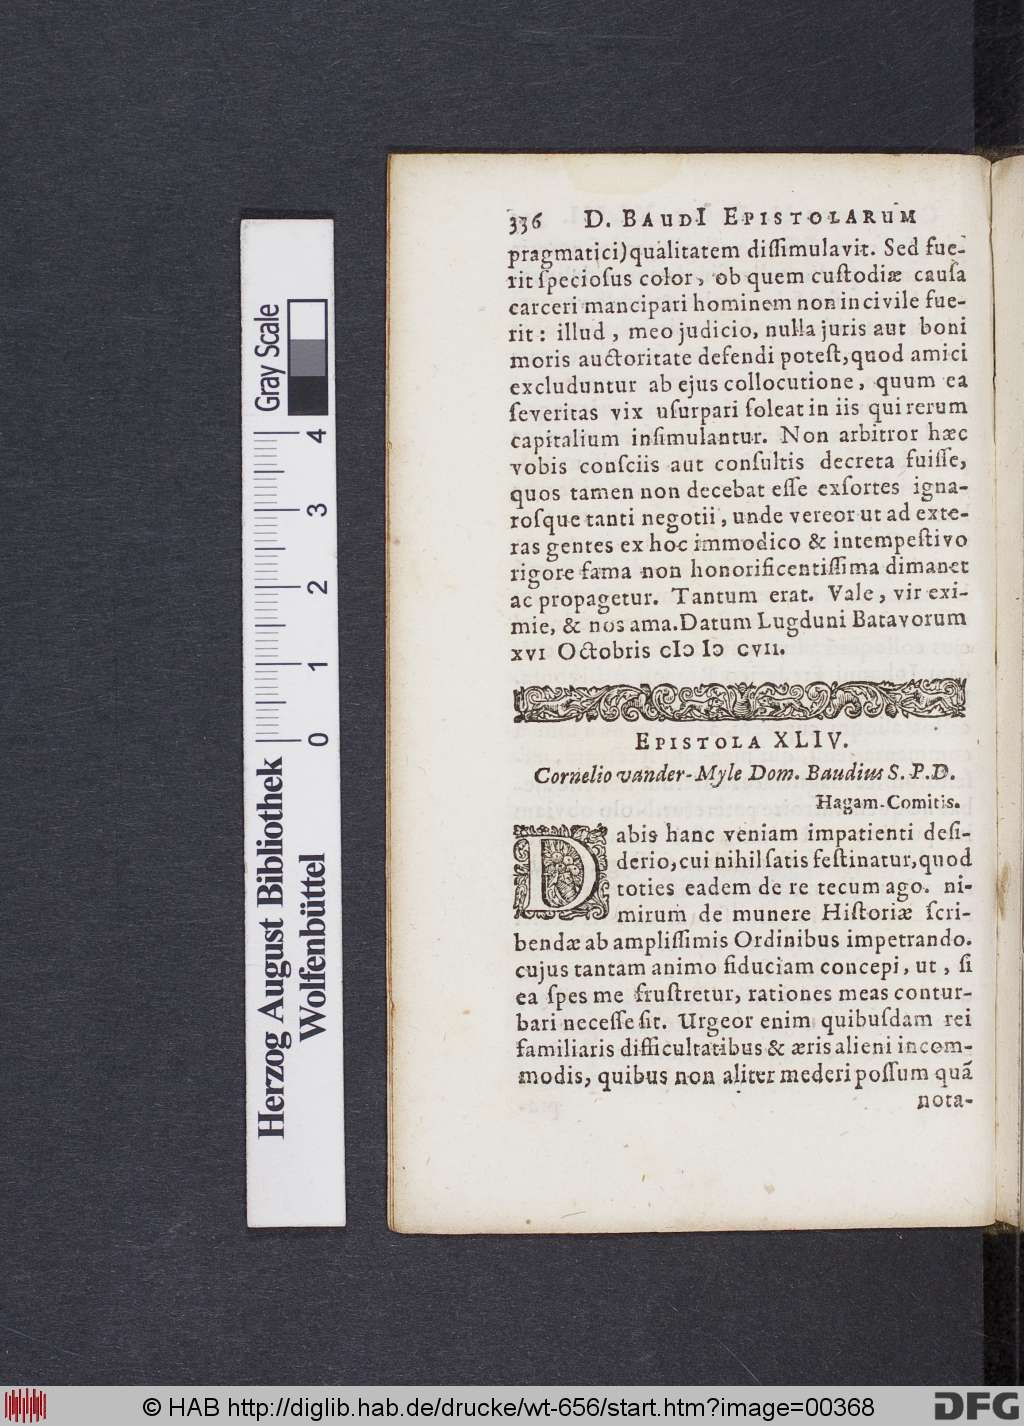 336 D. BAUDI EPISTOLARUM
pragmatici) qualitatem dissimulavit. Sed fue-
rit speciosus color, ob quem custodiæ causa
carceri mancipati hominem non incivile fue-
rit: illud, meo judicio, nulla juris aut boni
moris auctoritate defendi potest, quod amici
excluduntur ab ejus collocutione, quum ea
severitas vix usurpari soleat in iis qui rerum
capitalium insimulantur. Non arbitror hæc
vobis consciis aut consultis decreta fuisse,
quos tamen non decebat esse exsortes igna-
rosque tanti negotii, unde vereor ut ad exte-
ras gentes ex hoc immodico & intempestivo
rigore fama non honorificentissima dimanet
ac propagetur. Tantum erat. Vale, vir exi-
mie, & nos ama. Datum Lugduni Batavorum
XVI Octobris CIↃ IↃ CVII.
EPISTOLA XLIV.
Cornelio vander-Myle Dom. Baudius S.P.D.
Hagam-Comitis.
Dabis hanc veniam impatienti desi-
derio, cui nihil satis festinatur, quod
toties eadem de re tecum ago. ni-
mirum de munere Historiæ scri-
bendæ ab amplissimis Ordinibus impetrando.
cujus tantam animo fiduciam concepi, ut, si
ea spes me frustretur, rationes meas contur-
bari necesse sit. Urgeor enim quibusdam rei
familiaris difficultatibus & æris alieni incom-
modis, quibus non aliter mederi possum quã
nota-
Gray Scale
0 1 2 3 4
Herzog August Bibliothek
Wolfenbüttel
© HAB http://diglib.hab.de/drucke/wt-656/start.htm?image=00368
DFG